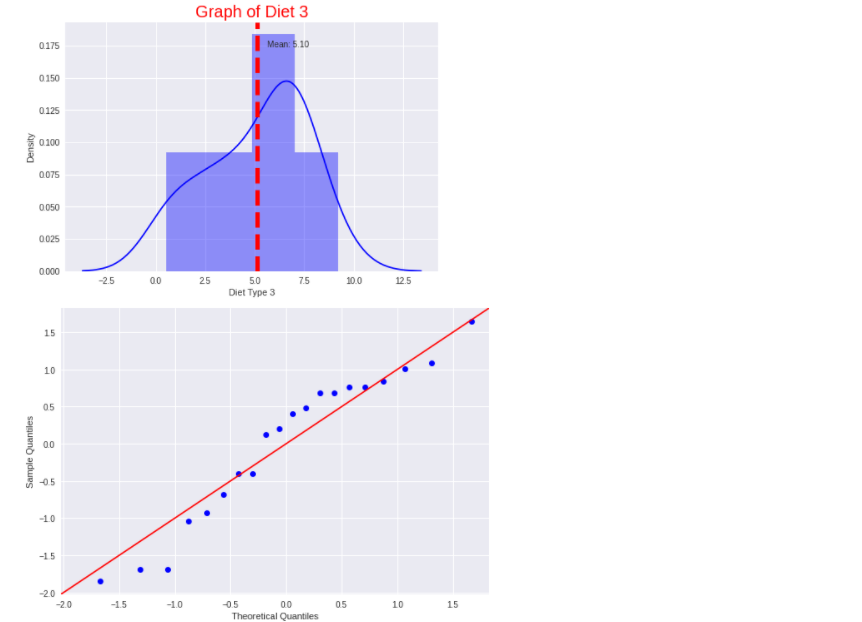 Graph of Diet 3
Mean: 5.10
0.175
0.150
0.125
0.100
0.075
0.050
0.025
0.000
Density
−2.5 0.0 2.5 5.0 7.5 10.0 12.5
Diet Type 3
1.5
1.0
0.5
0.0
−0.5
−1.0
−1.5
−2.0
Sample Quantiles
−2.0 −1.5 −1.0 −0.5 0.0 0.5 1.0 1.5
Theoretical Quantiles